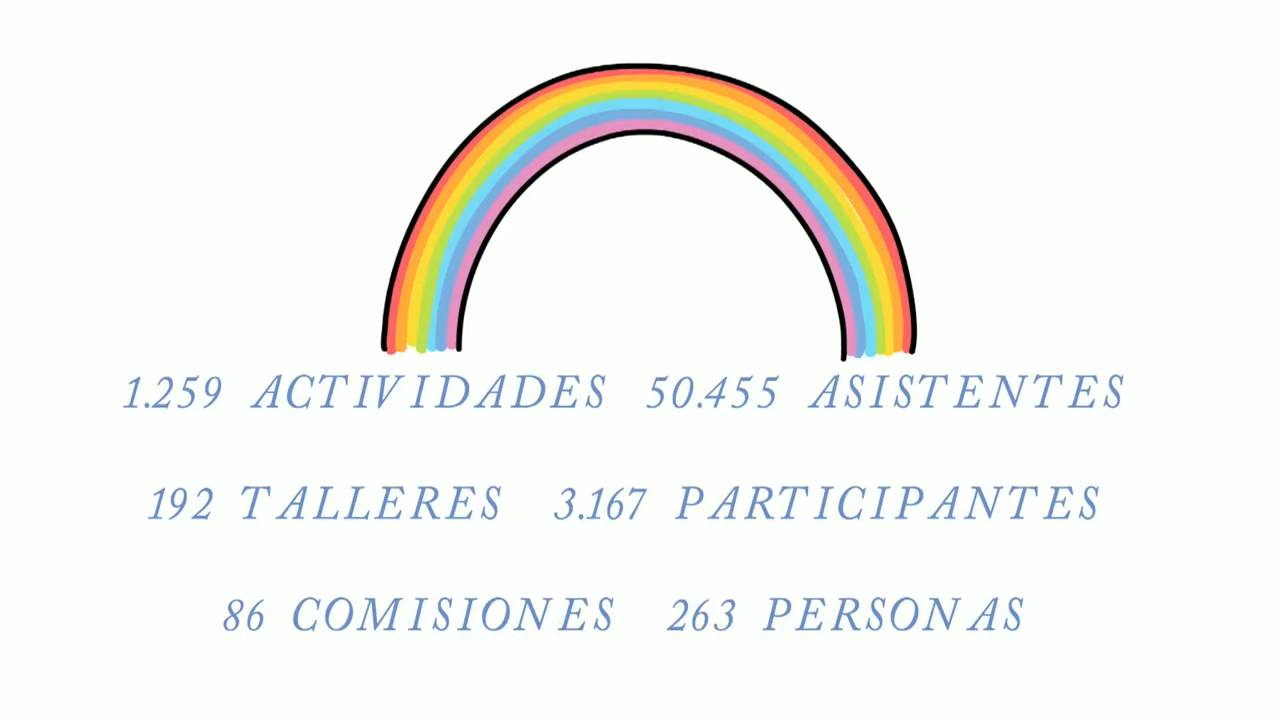 1.259 ACTIVIDADES 50.455 ASISTENTES
192 TALLERES 3.167 PARTICIPANTES
86 COMISIONES 263 PERSONAS